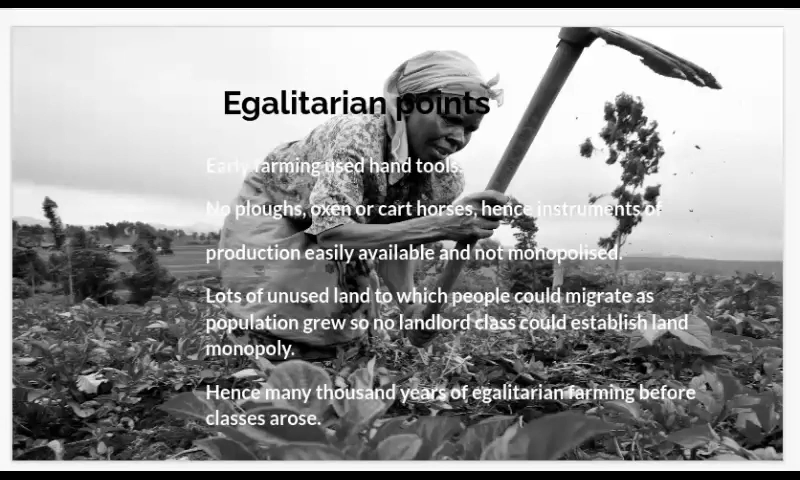 Egalitarian points
Early farming used hand tools.
No ploughs, oxen or cart horses, hence instruments of
production easily available and not monopolised.
Lots of unused land to which people could migrate as
population grew so no landlord class could establish land
monopoly.
Hence many thousand years of egalitarian farming before
classes arose.